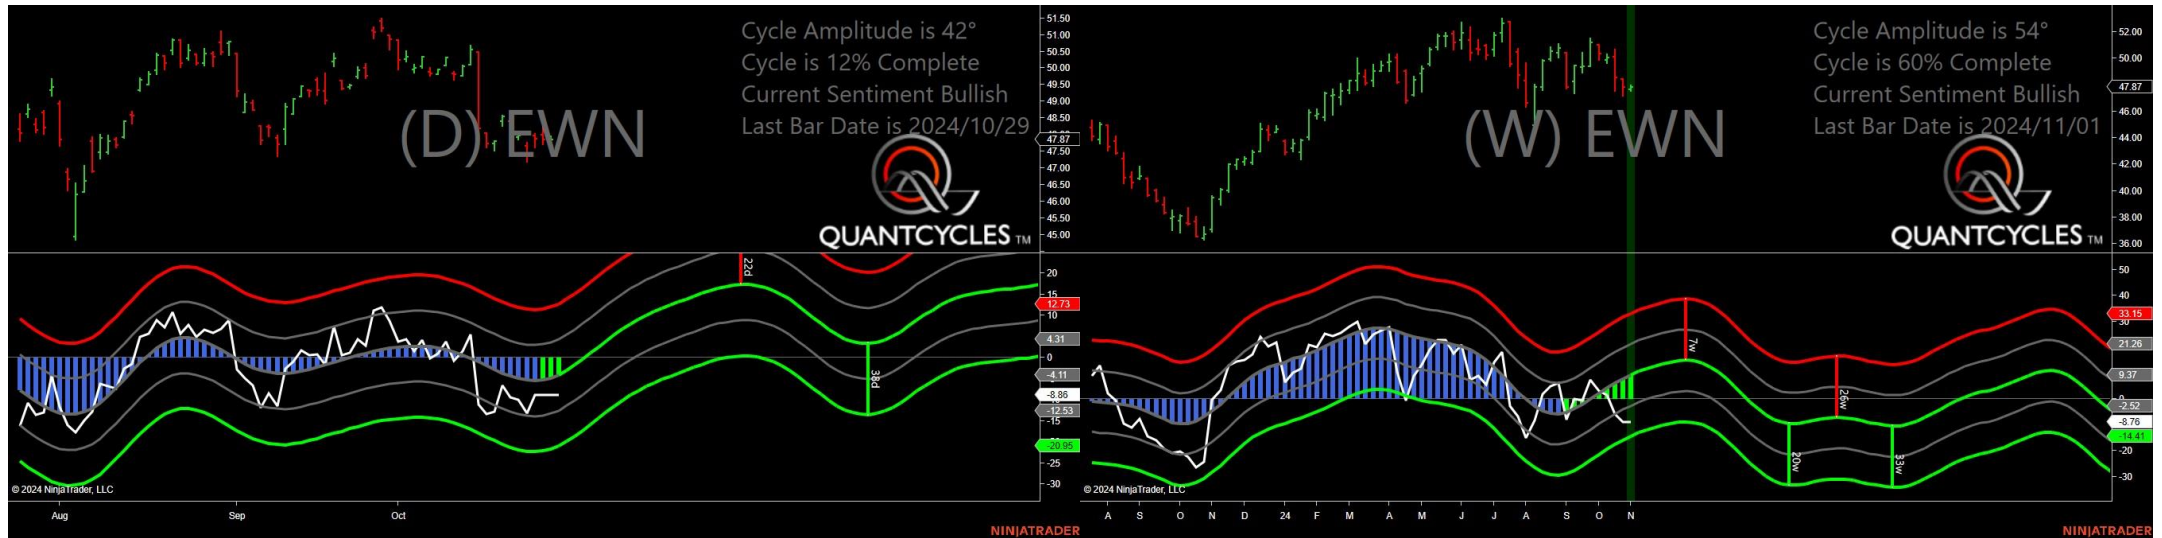 Cycle Amplitude is 42°
Cycle is 12% Complete
Current Sentiment Bullish
Last Bar Date is 2024/10/29
(D) EWN
QUANTCYCLES TM
51.50
51.00
50.50
50.00
49.50
49.00
48.50
47.87
47.50
47.00
46.50
46.00
45.50
45.00
22d
38d
20
15
12.73
10
4.31
0
-4.11
-8.86
-12.53
-15
-20.95
-25
-30
© 2024 NinjaTrader, LLC
Aug
Sep
Oct
NINJATRADER
Cycle Amplitude is 54°
Cycle is 60% Complete
Current Sentiment Bullish
Last Bar Date is 2024/11/01
(W) EWN
QUANTCYCLES TM
52.00
50.00
47.87
46.00
44.00
42.00
40.00
38.00
36.00
7w
26w
20w
33w
50
40
33.15
30
21.26
9.37
-2.52
-8.76
-14.41
-20
-30
© 2024 NinjaTrader, LLC
A S O N D 24 F M A M J J A S O N
NINJATRADER